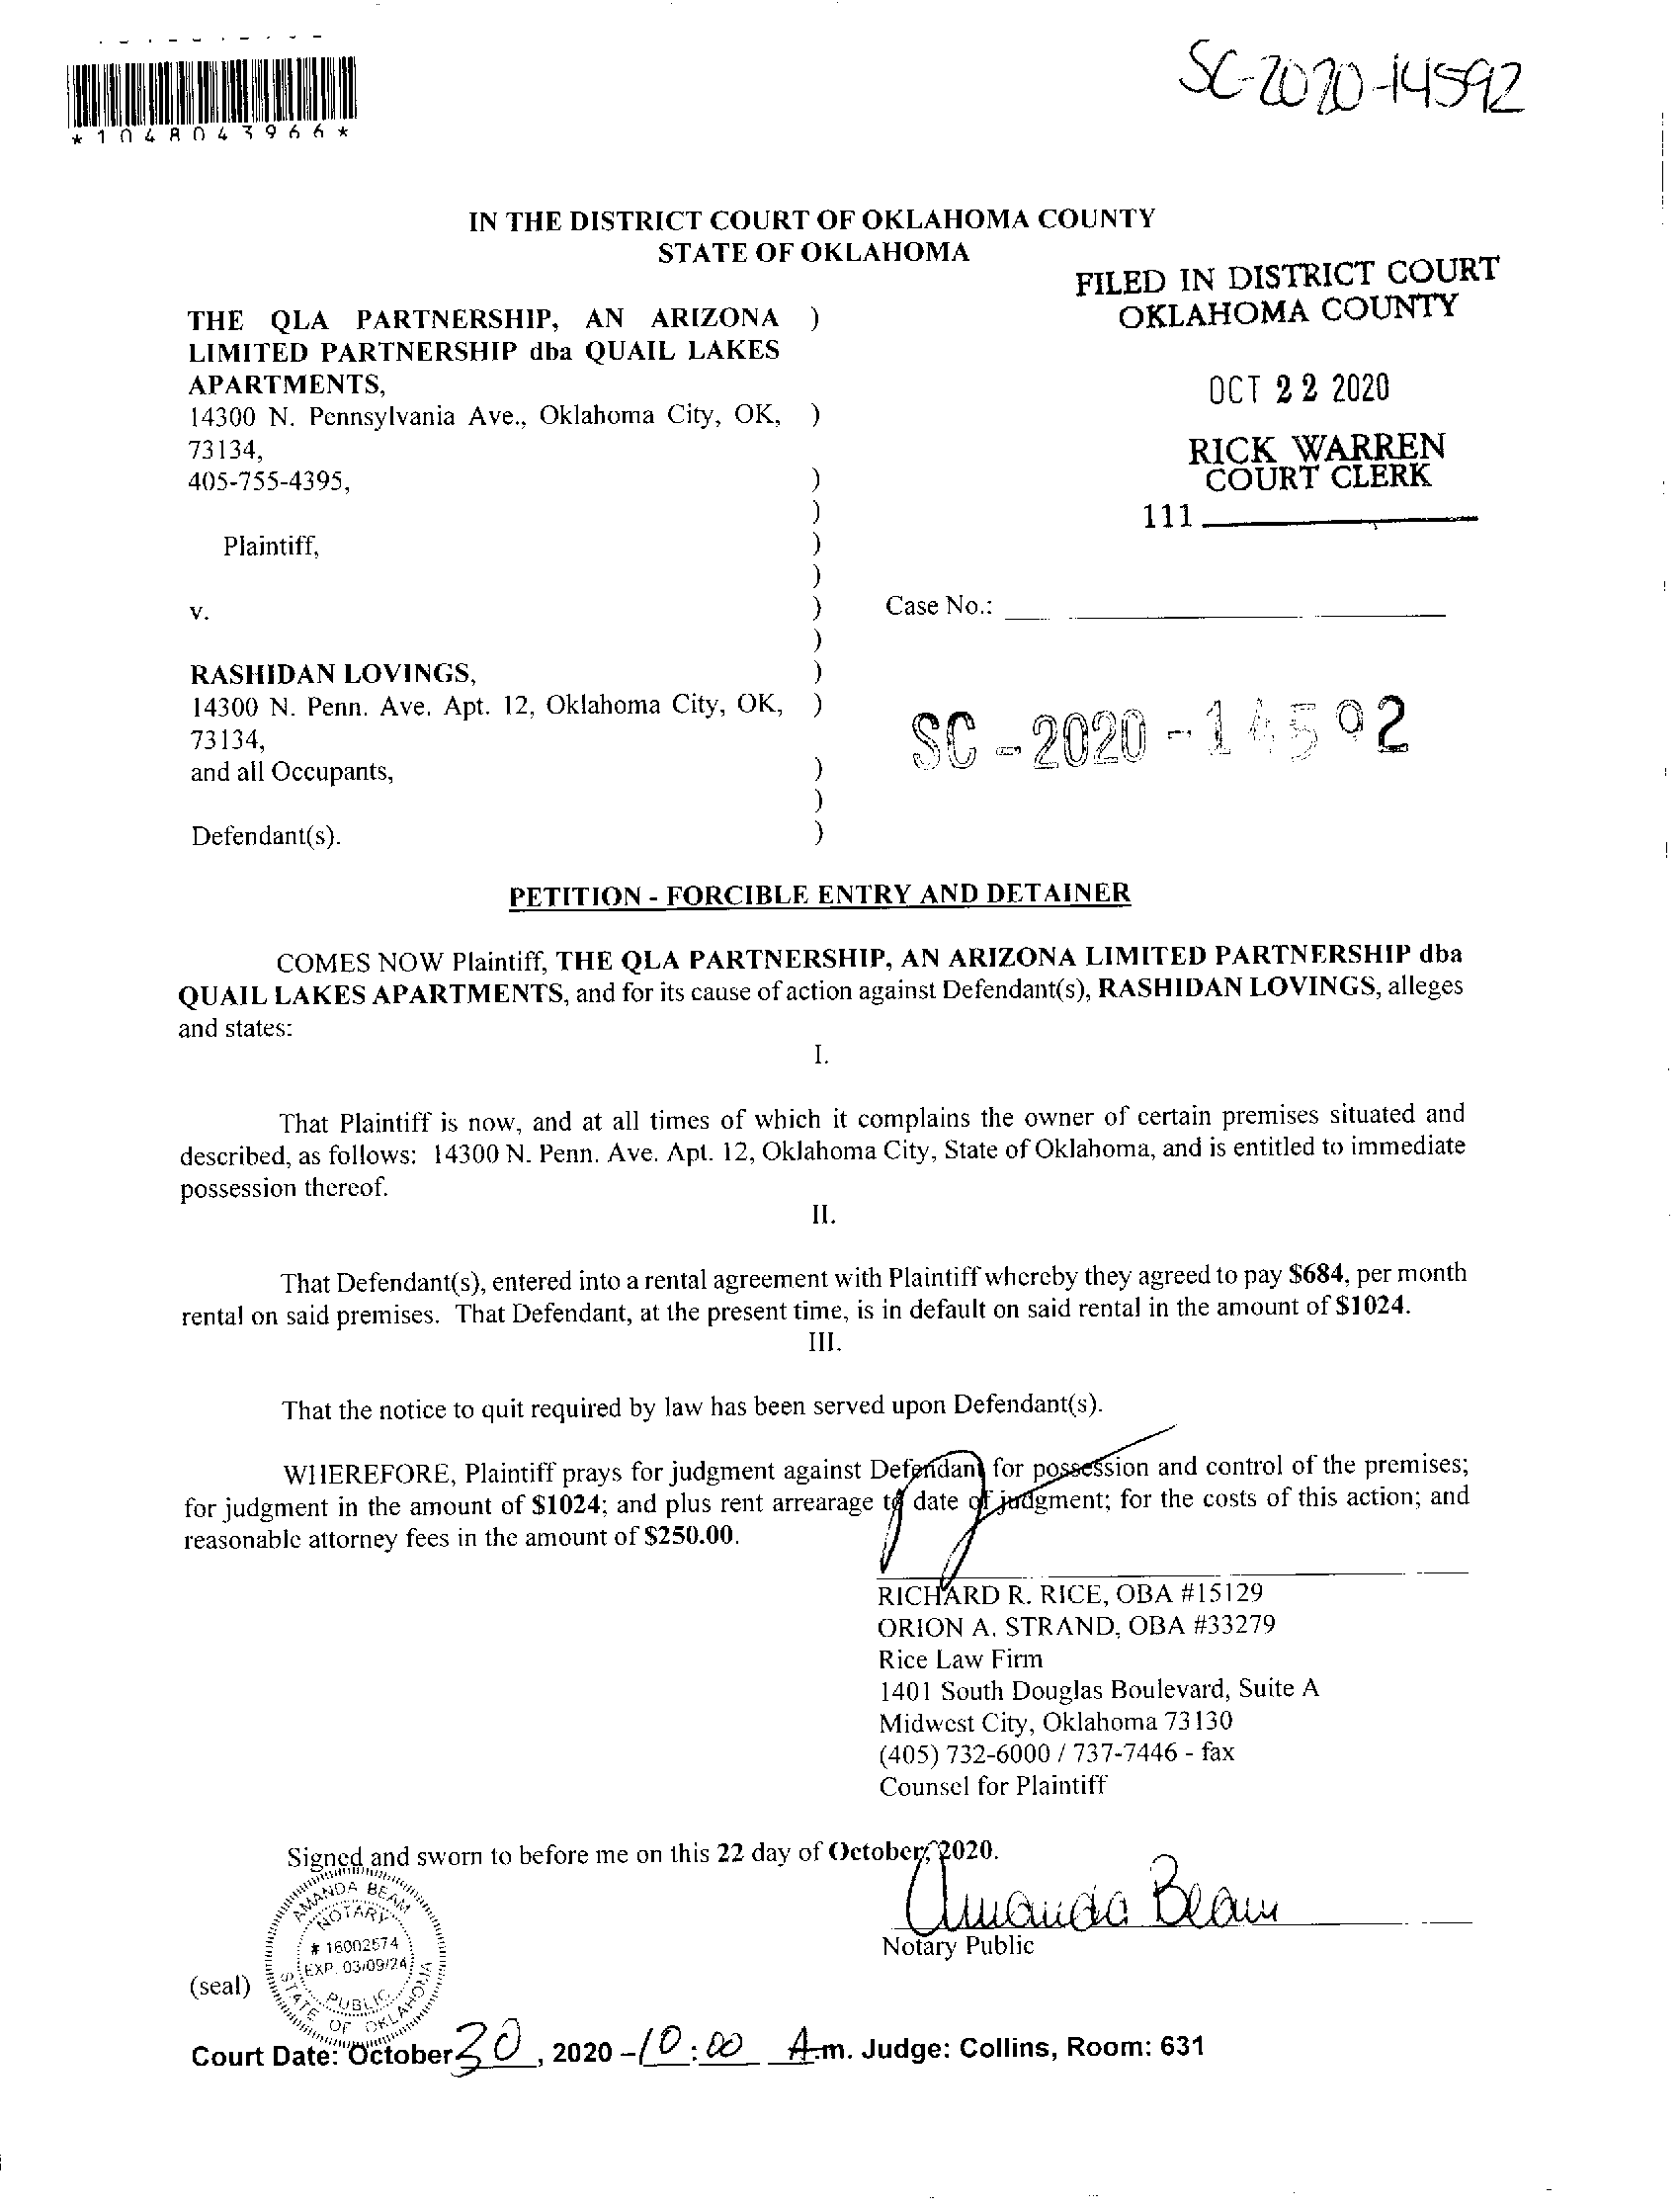 SC-2020-14592
*1048043966*
IN THE DISTRICT COURT OF OKLAHOMA COUNTY
STATE OF OKLAHOMA
FILED IN DISTRICT COURT
OKLAHOMA COUNTY
OCT 22 2020
RICK WARREN
COURT CLERK
111
THE QLA PARTNERSHIP, AN ARIZONA )
LIMITED PARTNERSHIP dba QUAIL LAKES
APARTMENTS,
14300 N. Pennsylvania Ave., Oklahoma City, OK, )
73134,
405-755-4395, )
)
Plaintiff, )
)
v. )
Case No.:
)
RASHIDAN LOVINGS, )
14300 N. Penn. Ave. Apt. 12, Oklahoma City, OK, )
73134,
and all Occupants, )
)
Defendant(s). )
SC-2020-14592
PETITION - FORCIBLE ENTRY AND DETAINER
COMES NOW Plaintiff, THE QLA PARTNERSHIP, AN ARIZONA LIMITED PARTNERSHIP dba
QUAIL LAKES APARTMENTS, and for its cause of action against Defendant(s), RASHIDAN LOVINGS, alleges
and states:
I.
That Plaintiff is now, and at all times of which it complains the owner of certain premises situated and
described, as follows: 14300 N. Penn. Ave. Apt. 12, Oklahoma City, State of Oklahoma, and is entitled to immediate
possession thereof.
II.
That Defendant(s), entered into a rental agreement with Plaintiff whereby they agreed to pay $684, per month
rental on said premises. That Defendant, at the present time, is in default on said rental in the amount of $1024.
III.
That the notice to quit required by law has been served upon Defendant(s).
WHEREFORE, Plaintiff prays for judgment against Defendant for possession and control of the premises;
for judgment in the amount of $1024; and plus rent arrearage to date of judgment; for the costs of this action; and
reasonable attorney fees in the amount of $250.00.
RICHARD R. RICE, OBA #15129
ORION A. STRAND, OBA #33279
Rice Law Firm
1401 South Douglas Boulevard, Suite A
Midwest City, Oklahoma 73130
(405) 732-6000 / 737-7446 - fax
Counsel for Plaintiff
Signed and sworn to before me on this 22 day of October, 2020.
Amanda Beam
Notary Public
(seal)
AMANDA BEAM
NOTARY
# 16002574
EXP. 03/09/24
PUBLIC
STATE OF OKLAHOMA
Court Date: October 30, 2020 - 10:00 A.m. Judge: Collins, Room: 631